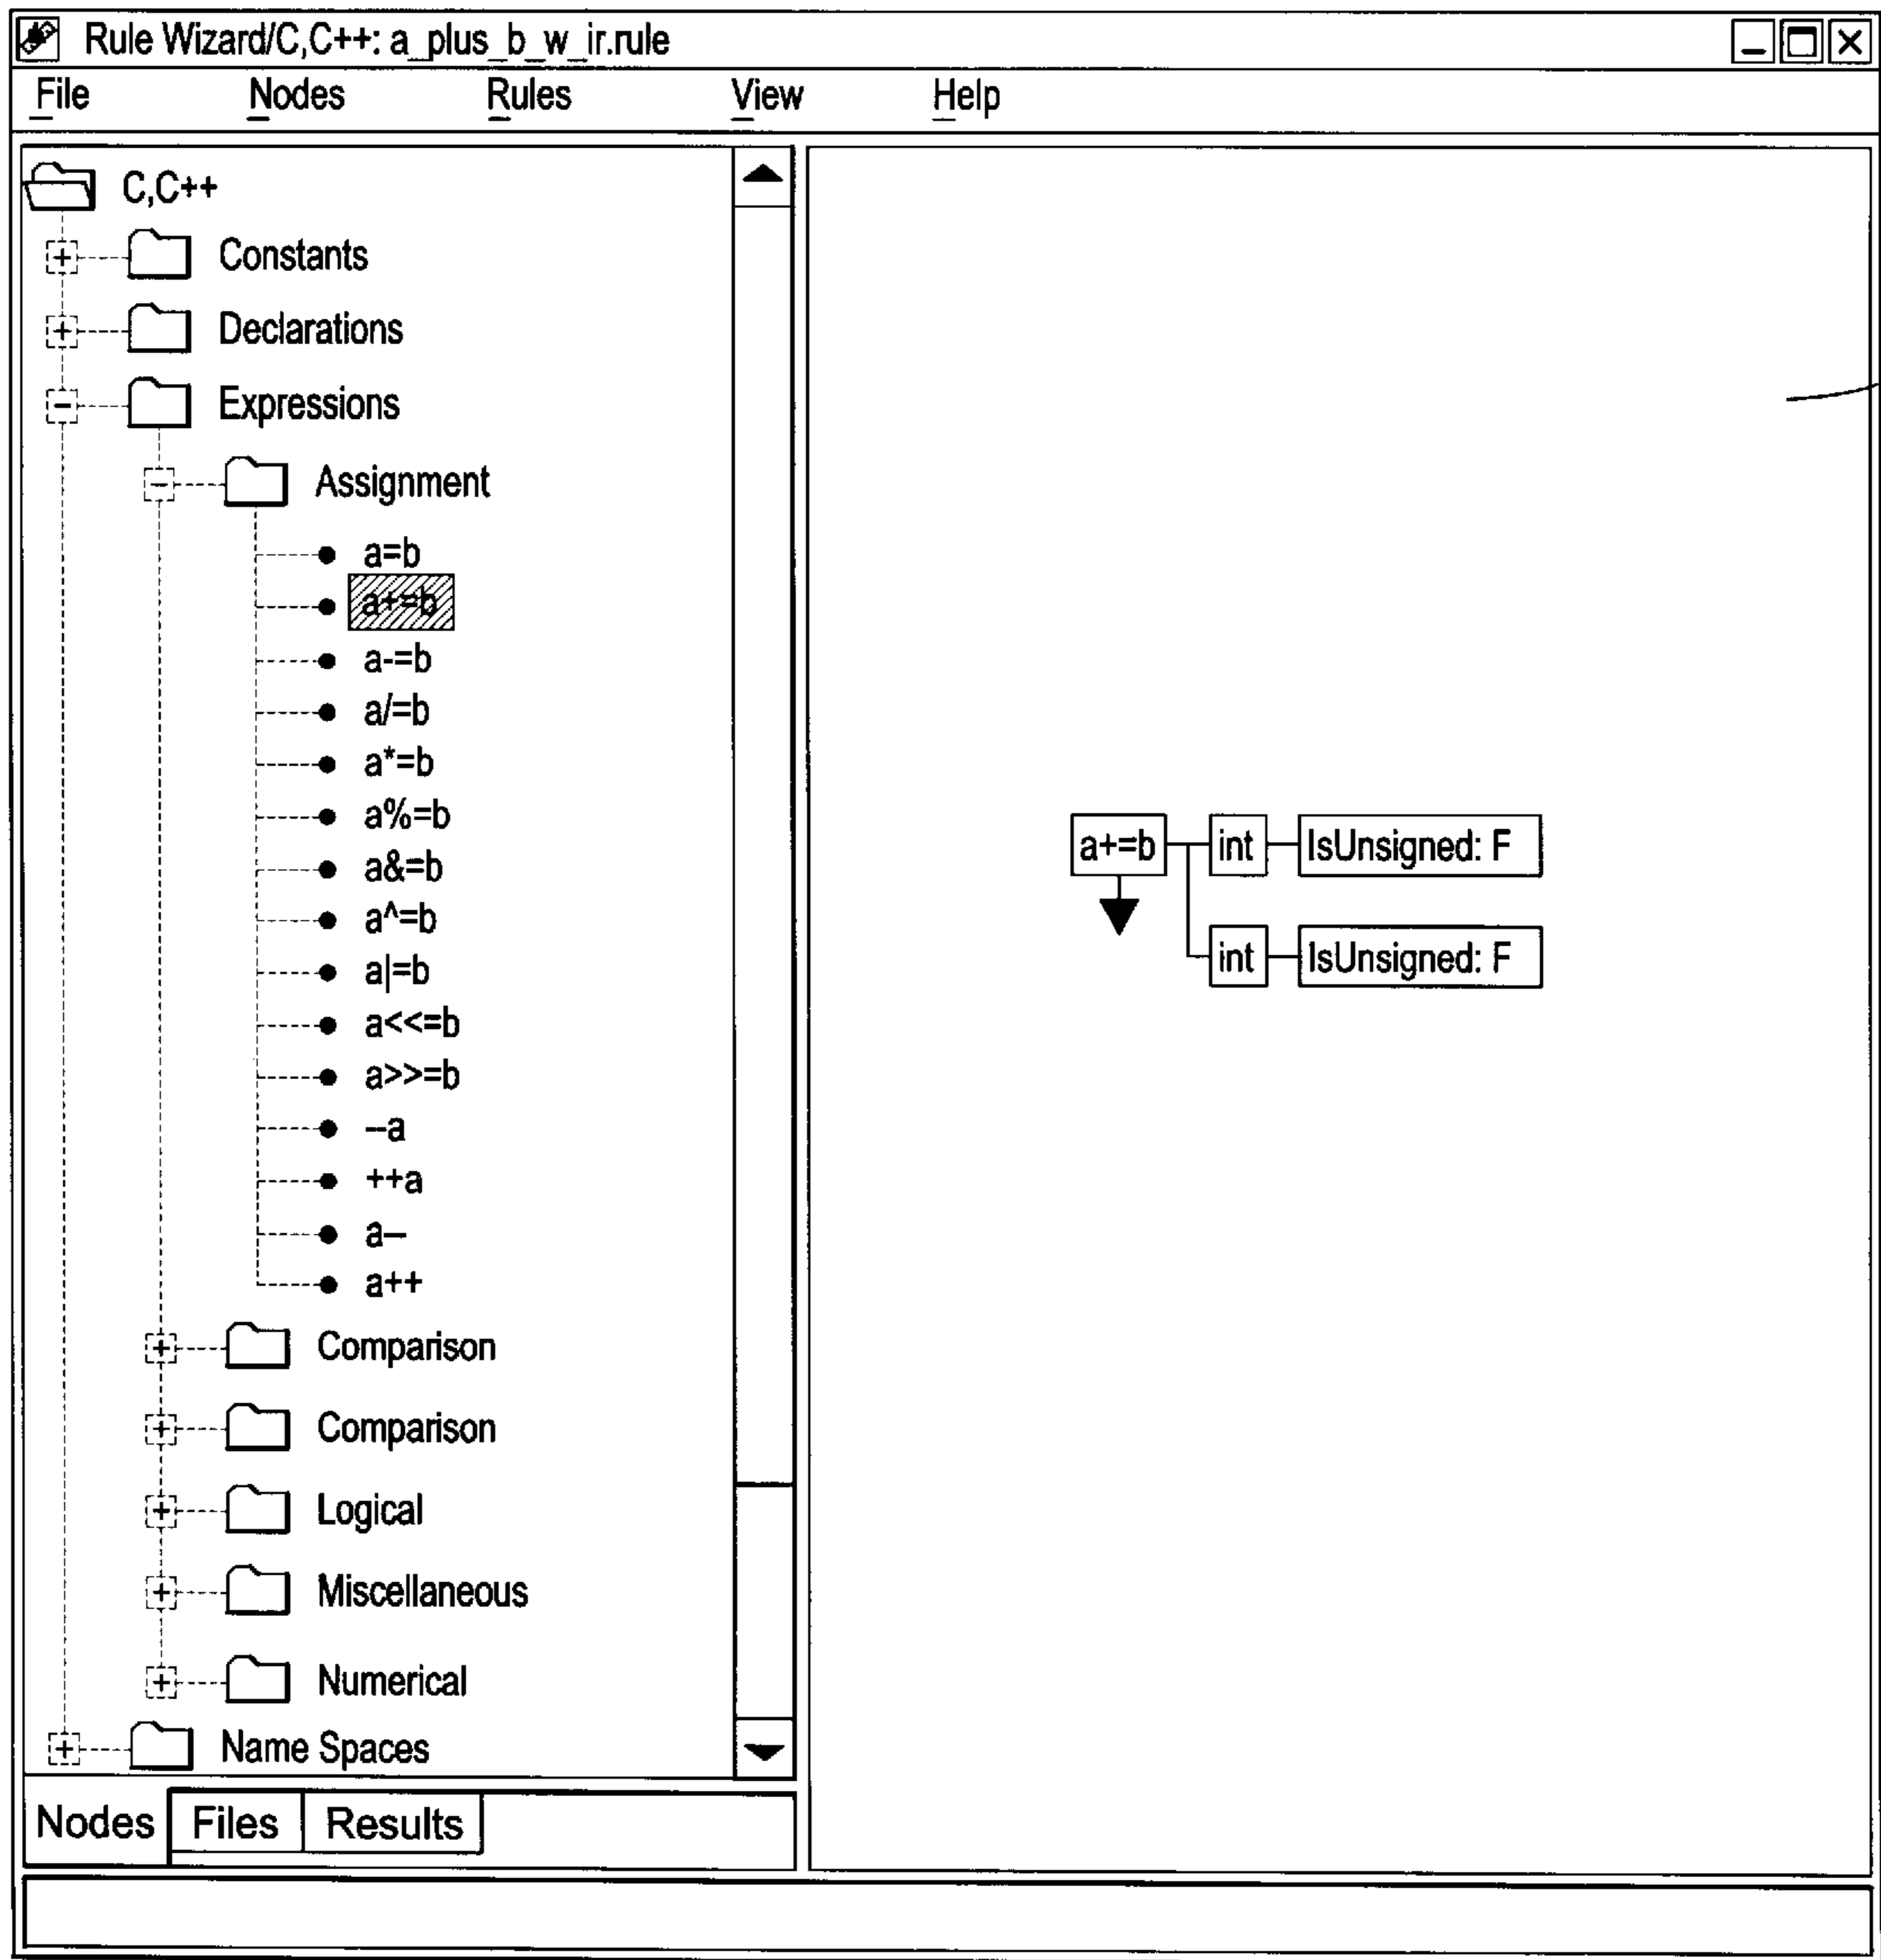 Rule Wizard/C,C++: a_plus_b_w_ir.rule
File Nodes Rules View Help
C,C++
Constants
Declarations
Expressions
Assignment
a=b
a+=b
a-=b
a/=b
a*=b
a%=b
a&=b
a^=b
a|=b
a<<=b
a>>=b
–a
++a
a–
a++
Comparison
Comparison
Logical
Miscellaneous
Numerical
Name Spaces
Nodes Files Results
a+=b int IsUnsigned: F
int IsUnsigned: F